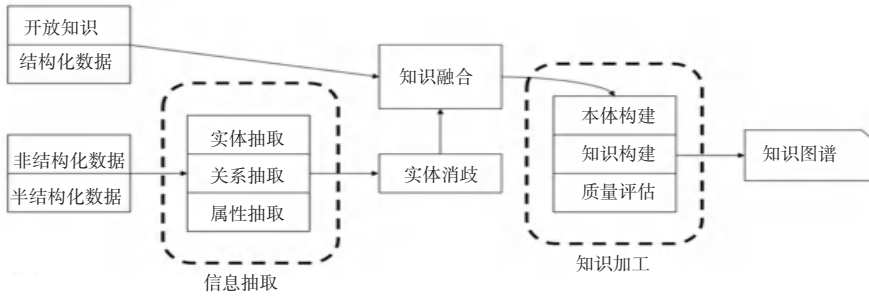 开放知识
结构化数据
知识融合
本体构建
知识构建
质量评估
知识图谱
实体抽取
关系抽取
属性抽取
非结构化数据
半结构化数据
实体消歧
信息抽取
知识加工